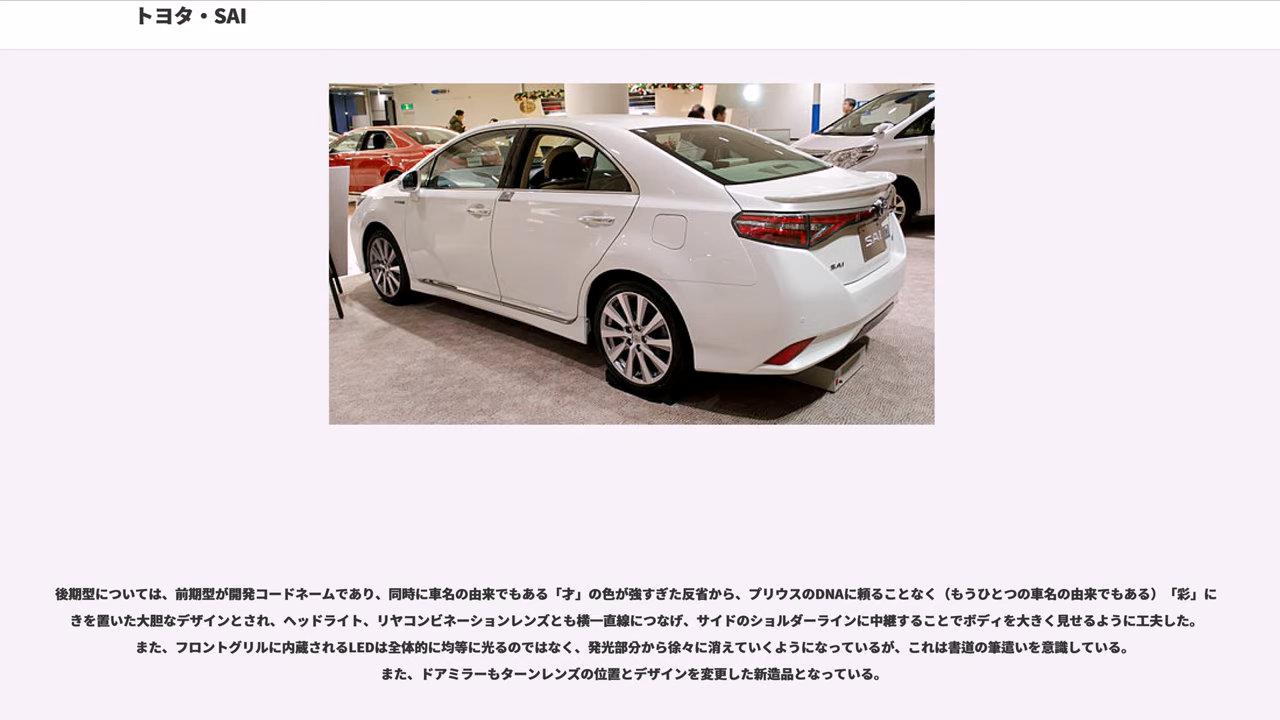 トヨタ・SAI
SAI
SAI
後期型については、前期型が開発コードネームであり、同時に車名の由来でもある「才」の色が強すぎた反省から、プリウスのDNAに頼ることなく（もうひとつの車名の由来でもある）「彩」に
きを置いた大胆なデザインとされ、ヘッドライト、リヤコンビネーションレンズとも横一直線につなげ、サイドのショルダーラインに中継することでボディを大きく見せるように工夫した。
また、フロントグリルに内蔵されるLEDは全体的に均等に光るのではなく、発光部分から徐々に消えていくようになっているが、これは書道の筆遣いを意識している。
また、ドアミラーもターンレンズの位置とデザインを変更した新造品となっている。